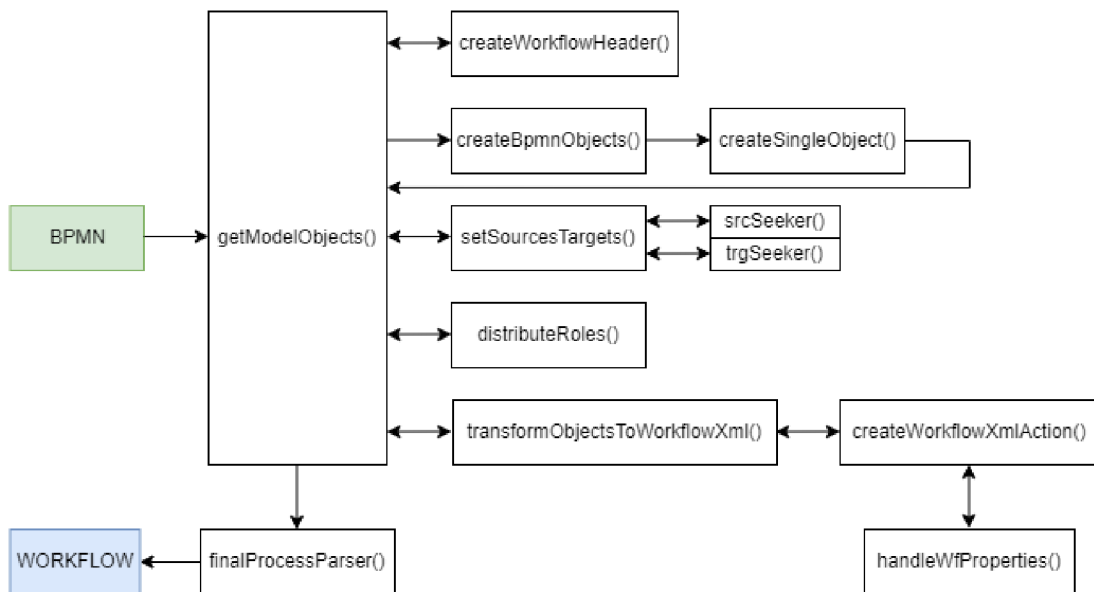 createWorkflowHeader()
createBpmnObjects()
createSingleObject()
BPMN
getModelObjects()
setSourcesTargets()
srcSeeker()
trgSeeker()
distributeRoles()
transformObjectsToWorkflowXml()
createWorkflowXmlAction()
WORKFLOW
finalProcessParser()
handleWfProperties()